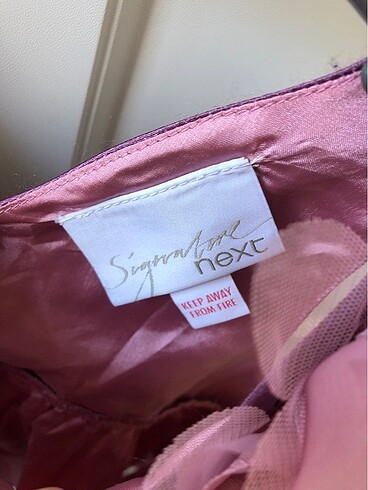 Signature
next
KEEP AWAY
FROM FIRE